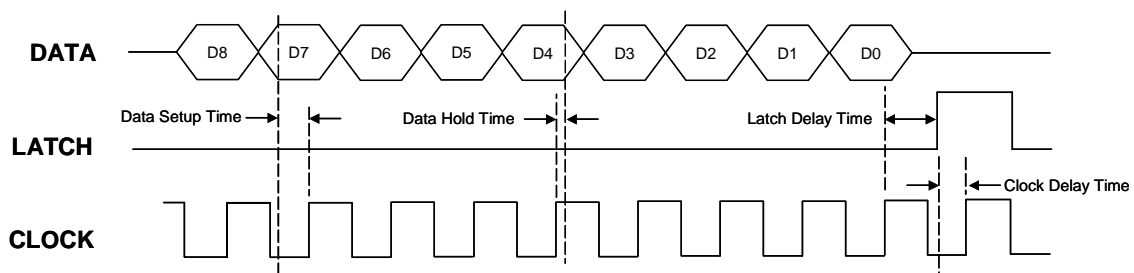 DATA
D8 D7 D6 D5 D4 D3 D2 D1 D0
Data Setup Time
Data Hold Time
Latch Delay Time
LATCH
Clock Delay Time
CLOCK